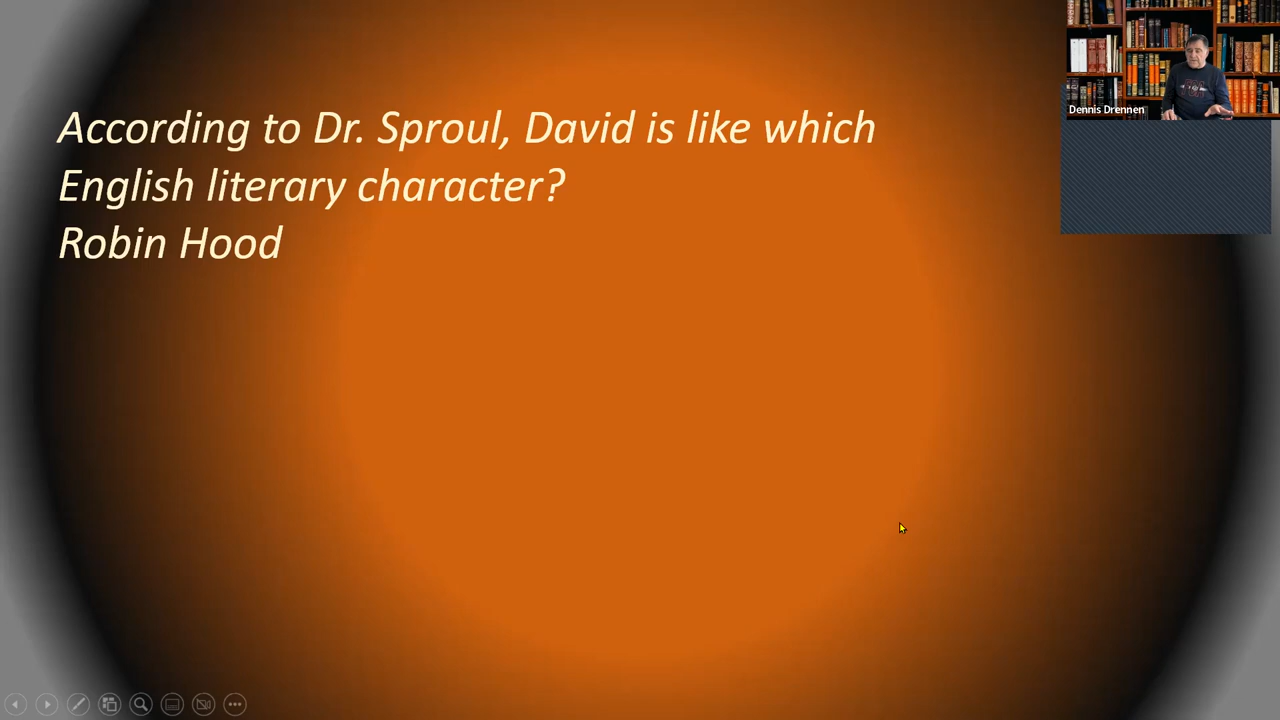 According to Dr. Sproul, David is like which
English literary character?
Robin Hood
Dennis Drennen